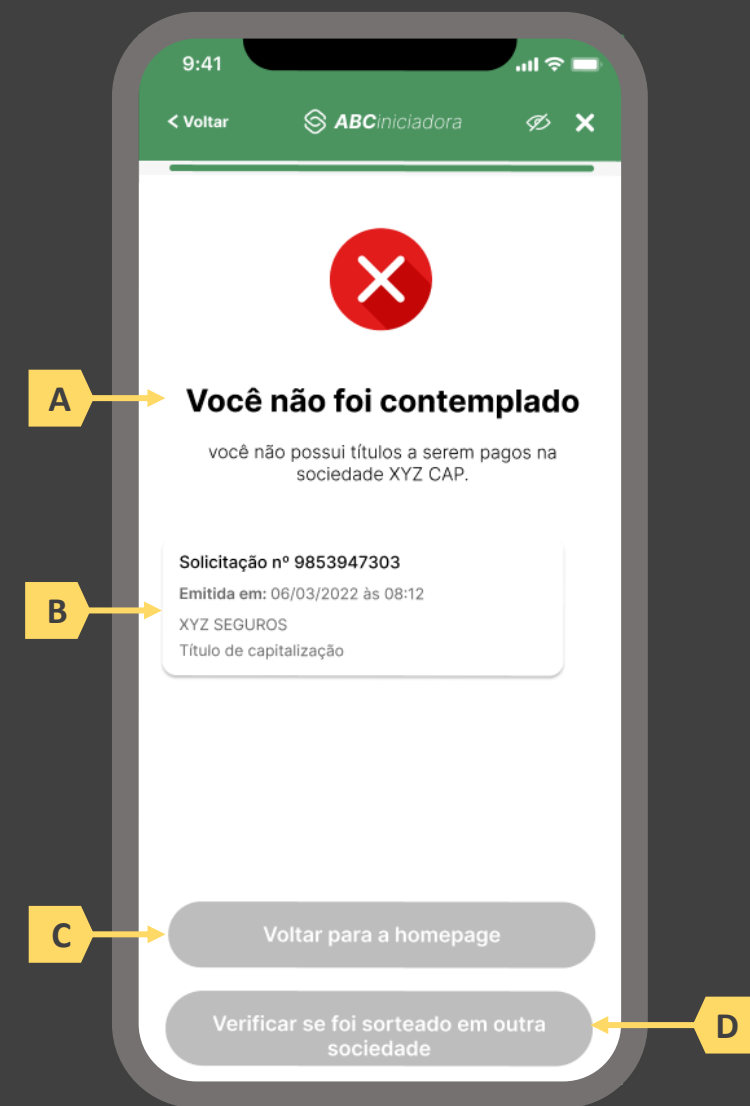 9:41
< Voltar
ABCiniciadora
A
Você não foi contemplado
você não possui títulos a serem pagos na
sociedade XYZ CAP.
Solicitação nº 9853947303
B
Emitida em: 06/03/2022 às 08:12
XYZ SEGUROS
Título de capitalização
C
Voltar para a homepage
Verificar se foi sorteado em outra
sociedade
D